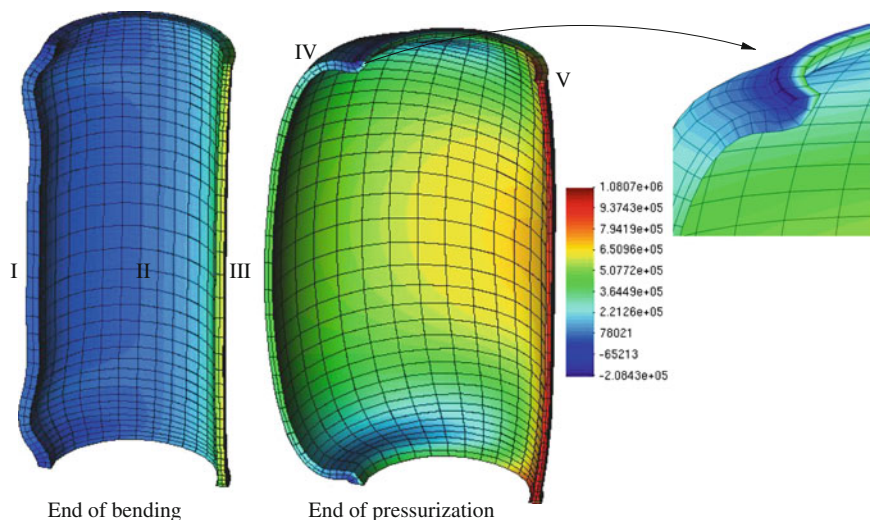 IV
V
1.0807e+06
9.3743e+05
7.9419e+05
6.5096e+05
5.0772e+05
3.6449e+05
2.2126e+05
78021
-65213
-2.0843e+05
I
II
III
End of bending
End of pressurization